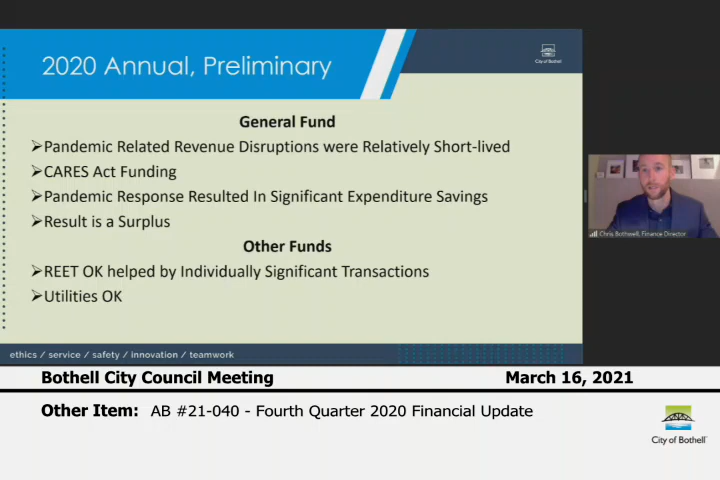 2020 Annual, Preliminary
City of Bothell
General Fund
➢Pandemic Related Revenue Disruptions were Relatively Short-lived
➢CARES Act Funding
➢Pandemic Response Resulted In Significant Expenditure Savings
➢Result is a Surplus
Other Funds
➢REET OK helped by Individually Significant Transactions
➢Utilities OK
ethics / service / safety / innovation / teamwork
Chris Bothwell, Finance Director
Bothell City Council Meeting March 16, 2021
Other Item: AB #21-040 - Fourth Quarter 2020 Financial Update
City of Bothell